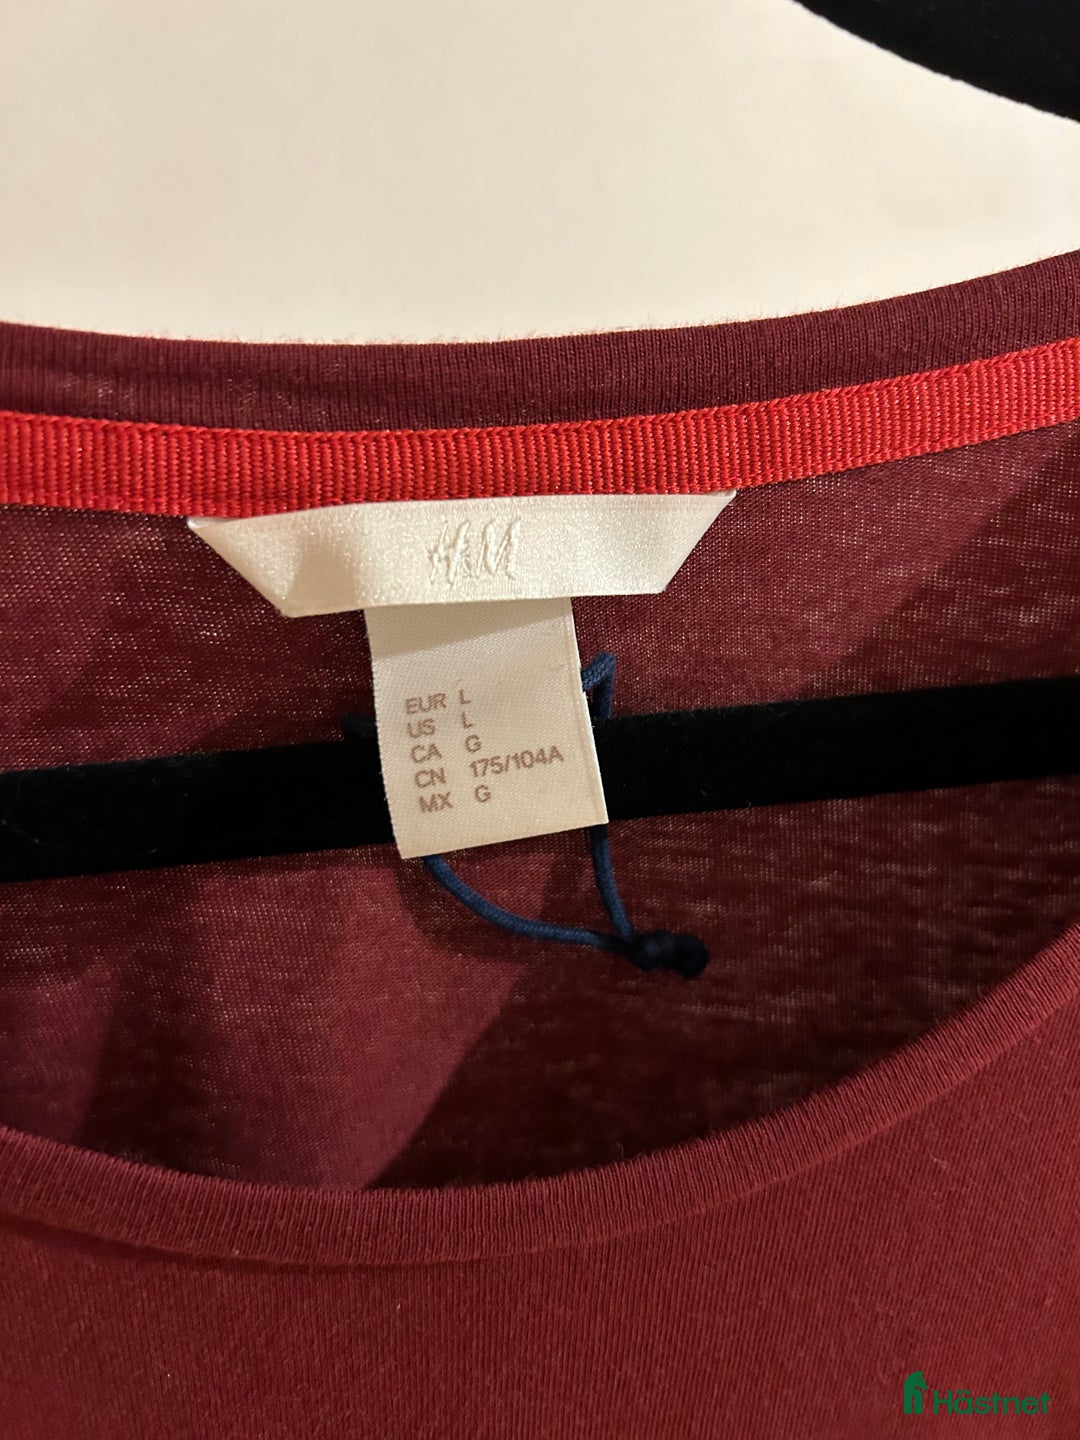 H&M
EUR L
US L
CA G
CN 175/104A
MX G
Hästnet